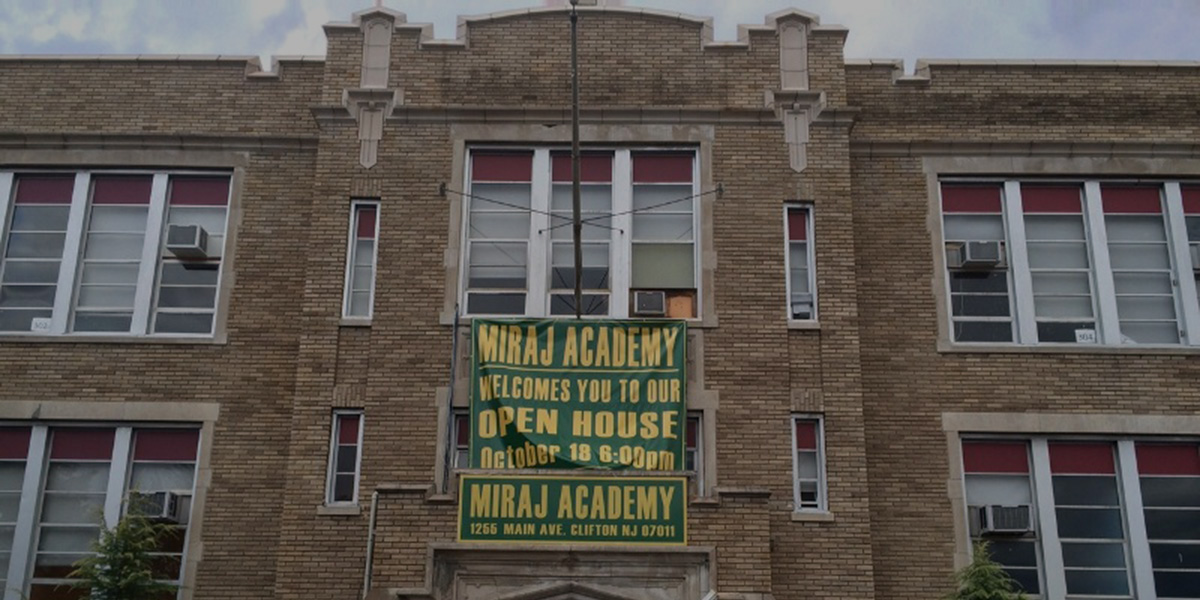 MIRAJ ACADEMY
WELCOMES YOU TO OUR
OPEN HOUSE
October 18 6:00pm
MIRAJ ACADEMY
1255 MAIN AVE. CLIFTON NJ 07011
304